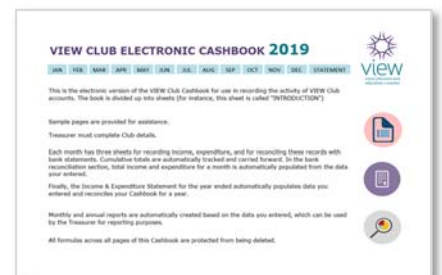 VIEW CLUB ELECTRONIC CASHBOOK 2019
JAN FEB MAR APR MAY JUN JUL AUG SEP OCT NOV DEC STATEMENT
view
This is the electronic version of the VIEW Club Cashbook for use in recording the activity of VIEW Club
accounts. The book is divided up into sheets (for instance, this sheet is called "INTRODUCTION")
Sample pages are provided for assistance.
Treasurer must complete Club details.
Each month has three sheets for recording income, expenditure, and for reconciling these records with
bank statements. Cumulative totals are automatically tracked and carried forward. In the bank
reconciliation section, total income and expenditure for a month is automatically populated from the data
your entered.
Finally, the Income & Expenditure Statement for the year ended automatically populates data you
entered and reconciles your Cashbook for a year.
Monthly and annual reports are automatically created based on the data you entered, which can be used
by the Treasurer for reporting purposes.
All formulas across all pages of this Cashbook are protected from being deleted.